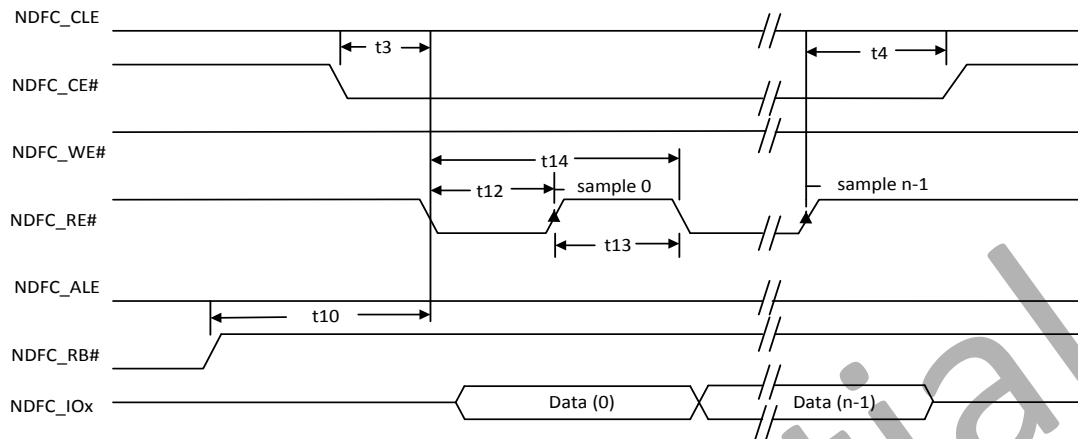 NDFC_CLE
t3
t4
NDFC_CE#
NDFC_WE#
t14
t12
sample 0
sample n-1
NDFC_RE#
t13
NDFC_ALE
t10
NDFC_RB#
NDFC_IOx
Data (0)
Data (n-1)